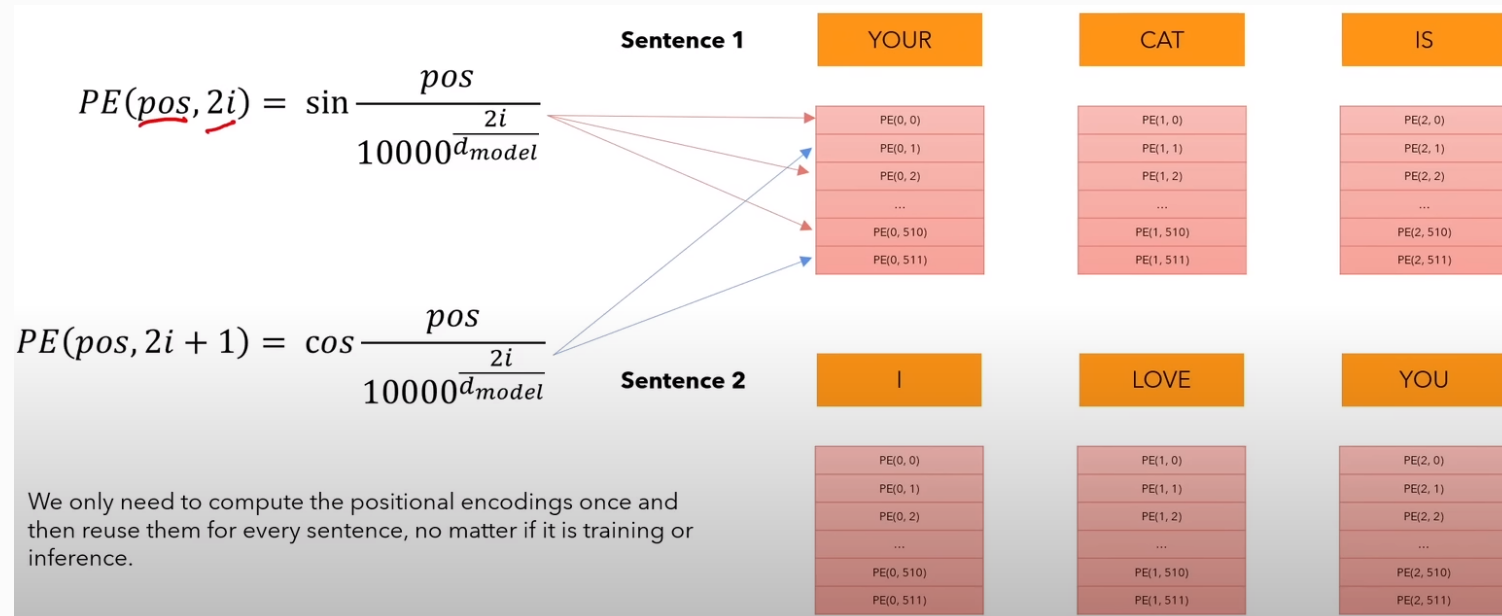 Sentence 1
YOUR
CAT
IS
PE(pos, 2i) = sin pos / 10000^(2i / d_model)
PE(0, 0)
PE(0, 1)
PE(0, 2)
...
PE(0, 510)
PE(0, 511)
PE(1, 0)
PE(1, 1)
PE(1, 2)
...
PE(1, 510)
PE(1, 511)
PE(2, 0)
PE(2, 1)
PE(2, 2)
...
PE(2, 510)
PE(2, 511)
PE(pos, 2i + 1) = cos pos / 10000^(2i / d_model)
Sentence 2
I
LOVE
YOU
PE(0, 0)
PE(0, 1)
PE(0, 2)
...
PE(0, 510)
PE(0, 511)
PE(1, 0)
PE(1, 1)
PE(1, 2)
...
PE(1, 510)
PE(1, 511)
PE(2, 0)
PE(2, 1)
PE(2, 2)
...
PE(2, 510)
PE(2, 511)
We only need to compute the positional encodings once and
then reuse them for every sentence, no matter if it is training or
inference.